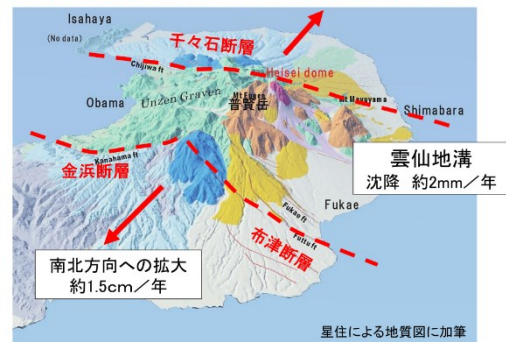 Isahaya
(No data)
千々石断層
Chijiwa ft
Heisei dome
Obama
Unzen Graven
Mt Fugen
普賢岳
Mt Mayuyama
Shimabara
金浜断層
Kanahama ft
雲仙地溝
沈降 約2mm／年
Fukae
Fukae ft
Futtu ft
布津断層
南北方向への拡大
約1.5cm／年
星住による地質図に加筆